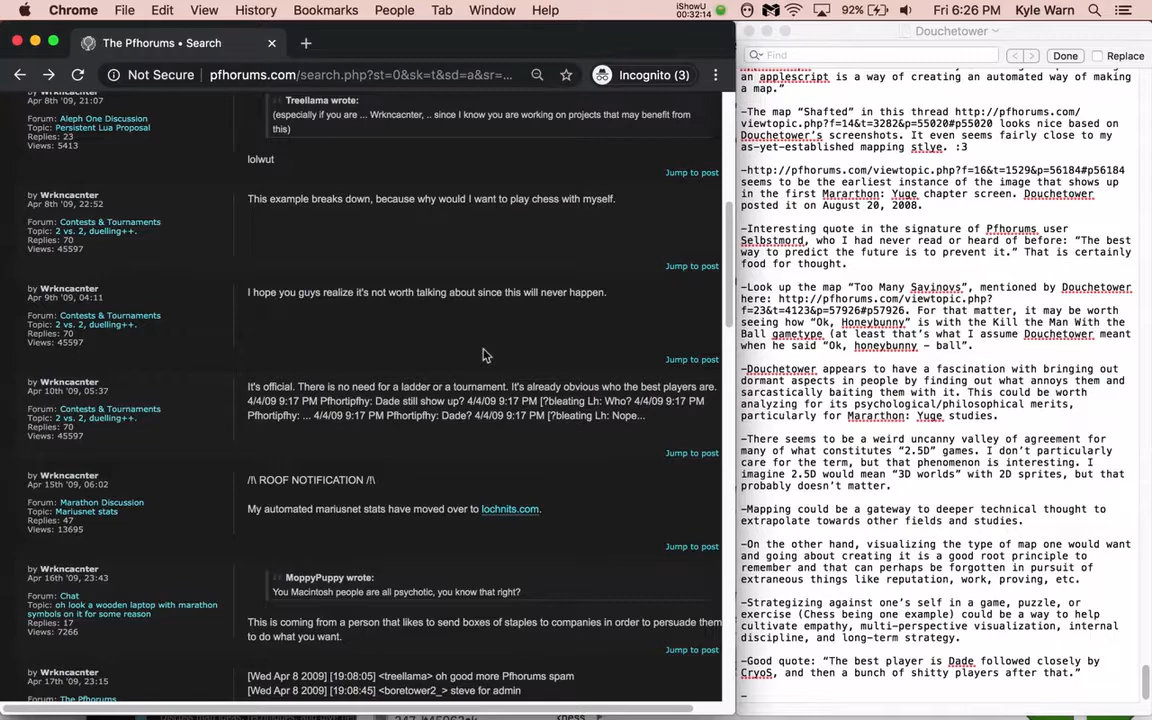 Chrome File Edit View History Bookmarks People Tab Window Help
iShowU
00:32:14
92% Fri 6:26 PM Kyle Warn
The Pfhorums • Search
Not Secure pfhorums.com/search.php?st=0&sk=t&sd=a&sr=...
Incognito (3)
Apr 8th '09, 21:07
Forum: Aleph One Discussion
Topic: Persistent Lua Proposal
Replies: 23
Views: 5413
Treellama wrote:
(especially if you are ... Wrkncacnter, .. since I know you are working on projects that may benefit from
this)
lolwut
Jump to post
by Wrkncacnter
Apr 8th '09, 22:52
Forum: Contests & Tournaments
Topic: 2 vs. 2, duelling++.
Replies: 70
Views: 45597
This example breaks down, because why would I want to play chess with myself.
Jump to post
by Wrkncacnter
Apr 9th '09, 04:11
Forum: Contests & Tournaments
Topic: 2 vs. 2, duelling++.
Replies: 70
Views: 45597
I hope you guys realize it's not worth talking about since this will never happen.
Jump to post
by Wrkncacnter
Apr 10th '09, 05:37
Forum: Contests & Tournaments
Topic: 2 vs. 2, duelling++.
Replies: 70
Views: 45597
It's official. There is no need for a ladder or a tournament. It's already obvious who the best players are.
4/4/09 9:17 PM Pfhortipfhy: Dade still show up? 4/4/09 9:17 PM [?bleating Lh: Who? 4/4/09 9:17 PM
Pfhortipfhy: ... 4/4/09 9:17 PM Pfhortipfhy: Dade? 4/4/09 9:17 PM [?bleating Lh: Nope...
Jump to post
by Wrkncacnter
Apr 15th '09, 06:02
Forum: Marathon Discussion
Topic: Mariusnet stats
Replies: 47
Views: 13695
/!\ ROOF NOTIFICATION /!\
My automated mariusnet stats have moved over to lochnits.com.
Jump to post
by Wrkncacnter
Apr 16th '09, 23:43
Forum: Chat
Topic: oh look a wooden laptop with marathon
symbols on it for some reason
Replies: 17
Views: 7266
MoppyPuppy wrote:
You Macintosh people are all psychotic, you know that right?
This is coming from a person that likes to send boxes of staples to companies in order to persuade them
to do what you want.
Jump to post
by Wrkncacnter
Apr 17th '09, 23:15
Forum: The Pfhorums
[Wed Apr 8 2009] [19:08:05] <treellama> oh good more Pfhorums spam
[Wed Apr 8 2009] [19:08:45] <boretower2_> steve for admin
Douchetower
Find
Done
Replace
an applescript is a way of creating an automated way of making
a map."
-The map "Shafted" in this thread http://pfhorums.com/
viewtopic.php?f=14&t=3282&p=55020#p55020 looks nice based on
Douchetower's screenshots. It even seems fairly close to my
as-yet-established mapping stlye. :3
-http://pfhorums.com/viewtopic.php?f=16&t=1529&p=56184#p56184
seems to be the earliest instance of the image that shows up
in the first Mararthon: Yuge chapter screen. Douchetower
posted it on August 20, 2008.
-Interesting quote in the signature of Pfhorums user
Selbstmord, who I had never read or heard of before: "The best
way to predict the future is to prevent it." That is certainly
food for thought.
-Look up the map "Too Many Savinovs", mentioned by Douchetower
here: http://pfhorums.com/viewtopic.php?
f=23&t=4123&p=57926#p57926. For that matter, it may be worth
seeing how "Ok, Honeybunny" is with the Kill the Man With the
Ball gametype (at least that's what I assume Douchetower meant
when he said "Ok, honeybunny - ball".
-Douchetower appears to have a fascination with bringing out
dormant aspects in people by finding out what annoys them and
sarcastically baiting them with it. This could be worth
analyzing for its psychological/philosophical merits,
particularly for Mararthon: Yuge studies.
-There seems to be a weird uncanny valley of agreement for
many of what constitutes "2.5D" games. I don't particularly
care for the term, but that phenomenon is interesting. I
imagine 2.5D would mean "3D worlds" with 2D sprites, but that
probably doesn't matter.
-Mapping could be a gateway to deeper technical thought to
extrapolate towards other fields and studies.
-On the other hand, visualizing the type of map one would want
and going about creating it is a good root principle to
remember and that can perhaps be forgotten in pursuit of
extraneous things like reputation, work, proving, etc.
-Strategizing against one's self in a game, puzzle, or
exercise (Chess being one example) could be a way to help
cultivate empathy, multi-perspective visualization, internal
discipline, and long-term strategy.
-Good quote: "The best player is Dade followed closely by
CryoS, and then a bunch of shitty players after that."
-